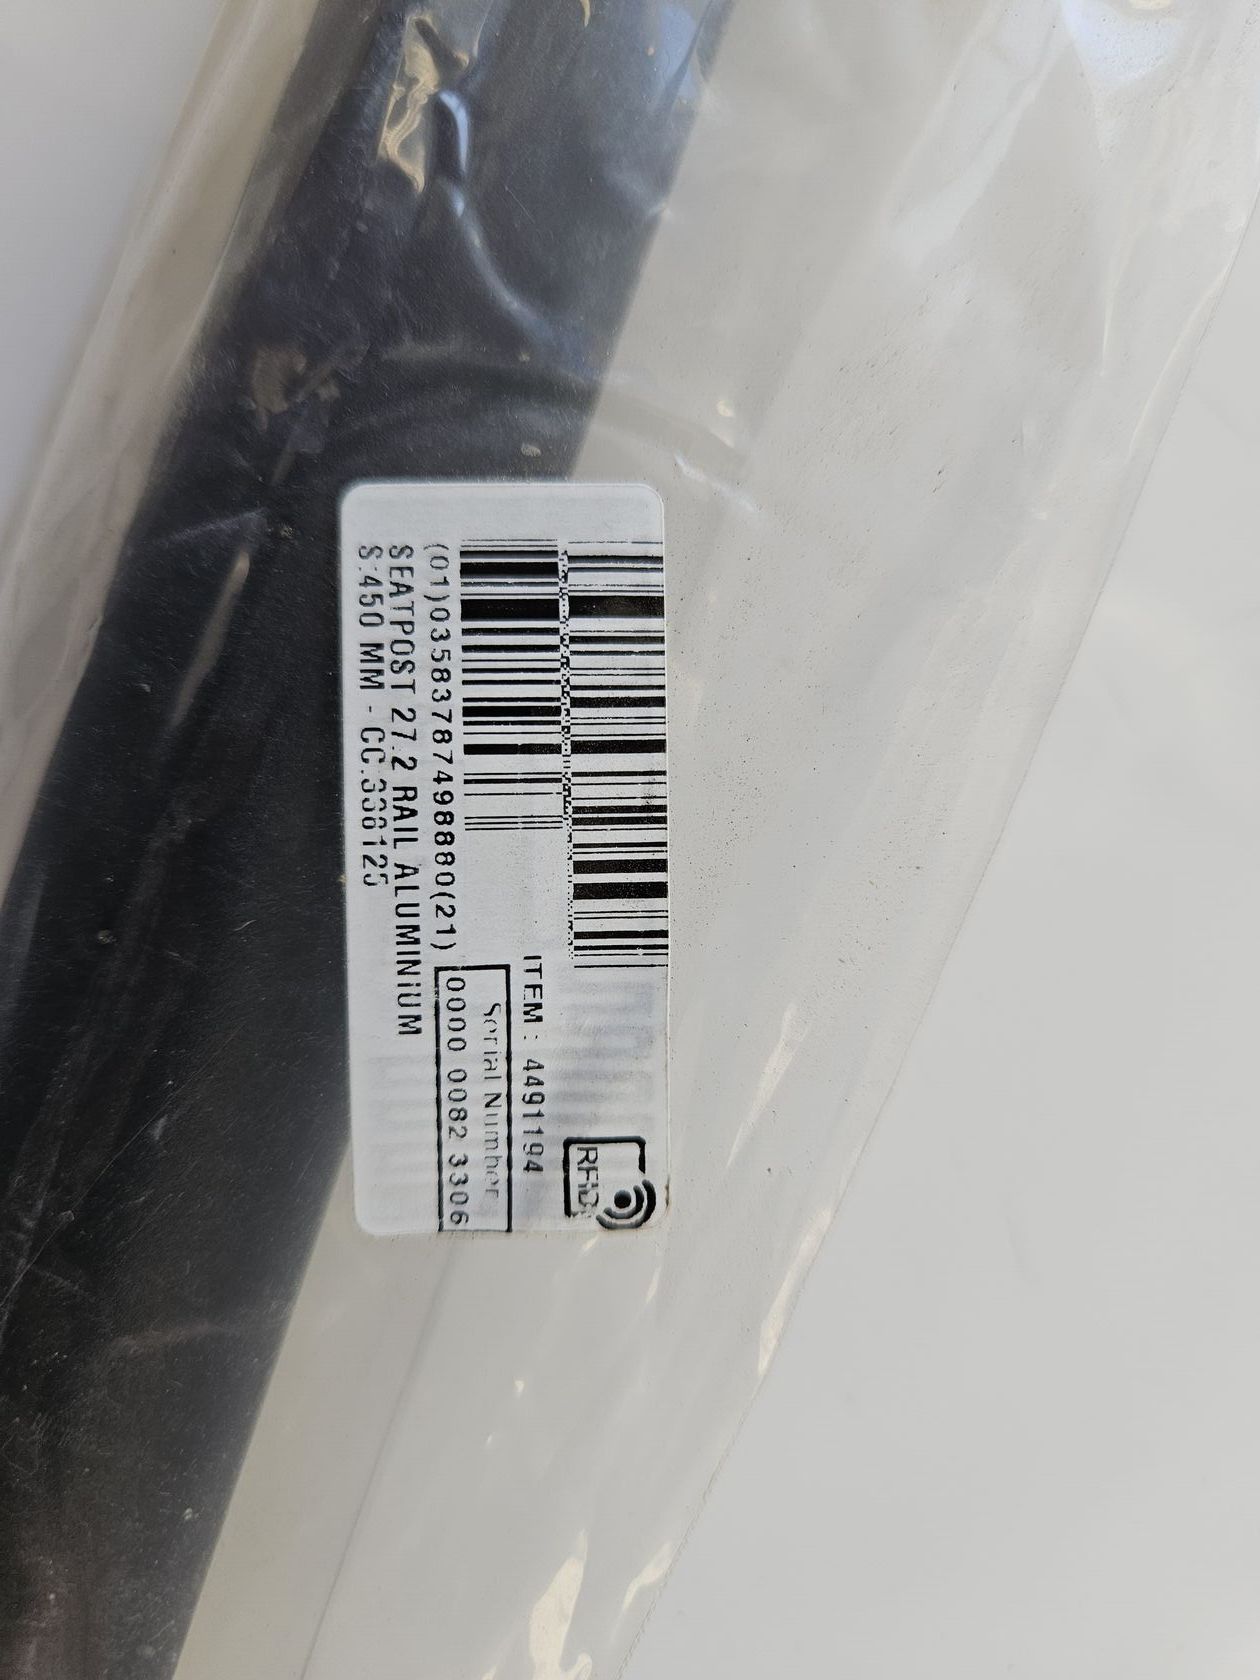 RFID
ITEM : 4491194
Serial Number
(01)03583787498880(21)
0000 0082 3306
SEATPOST 27.2 RAIL ALUMINIUM
S:450 MM - CC.336125